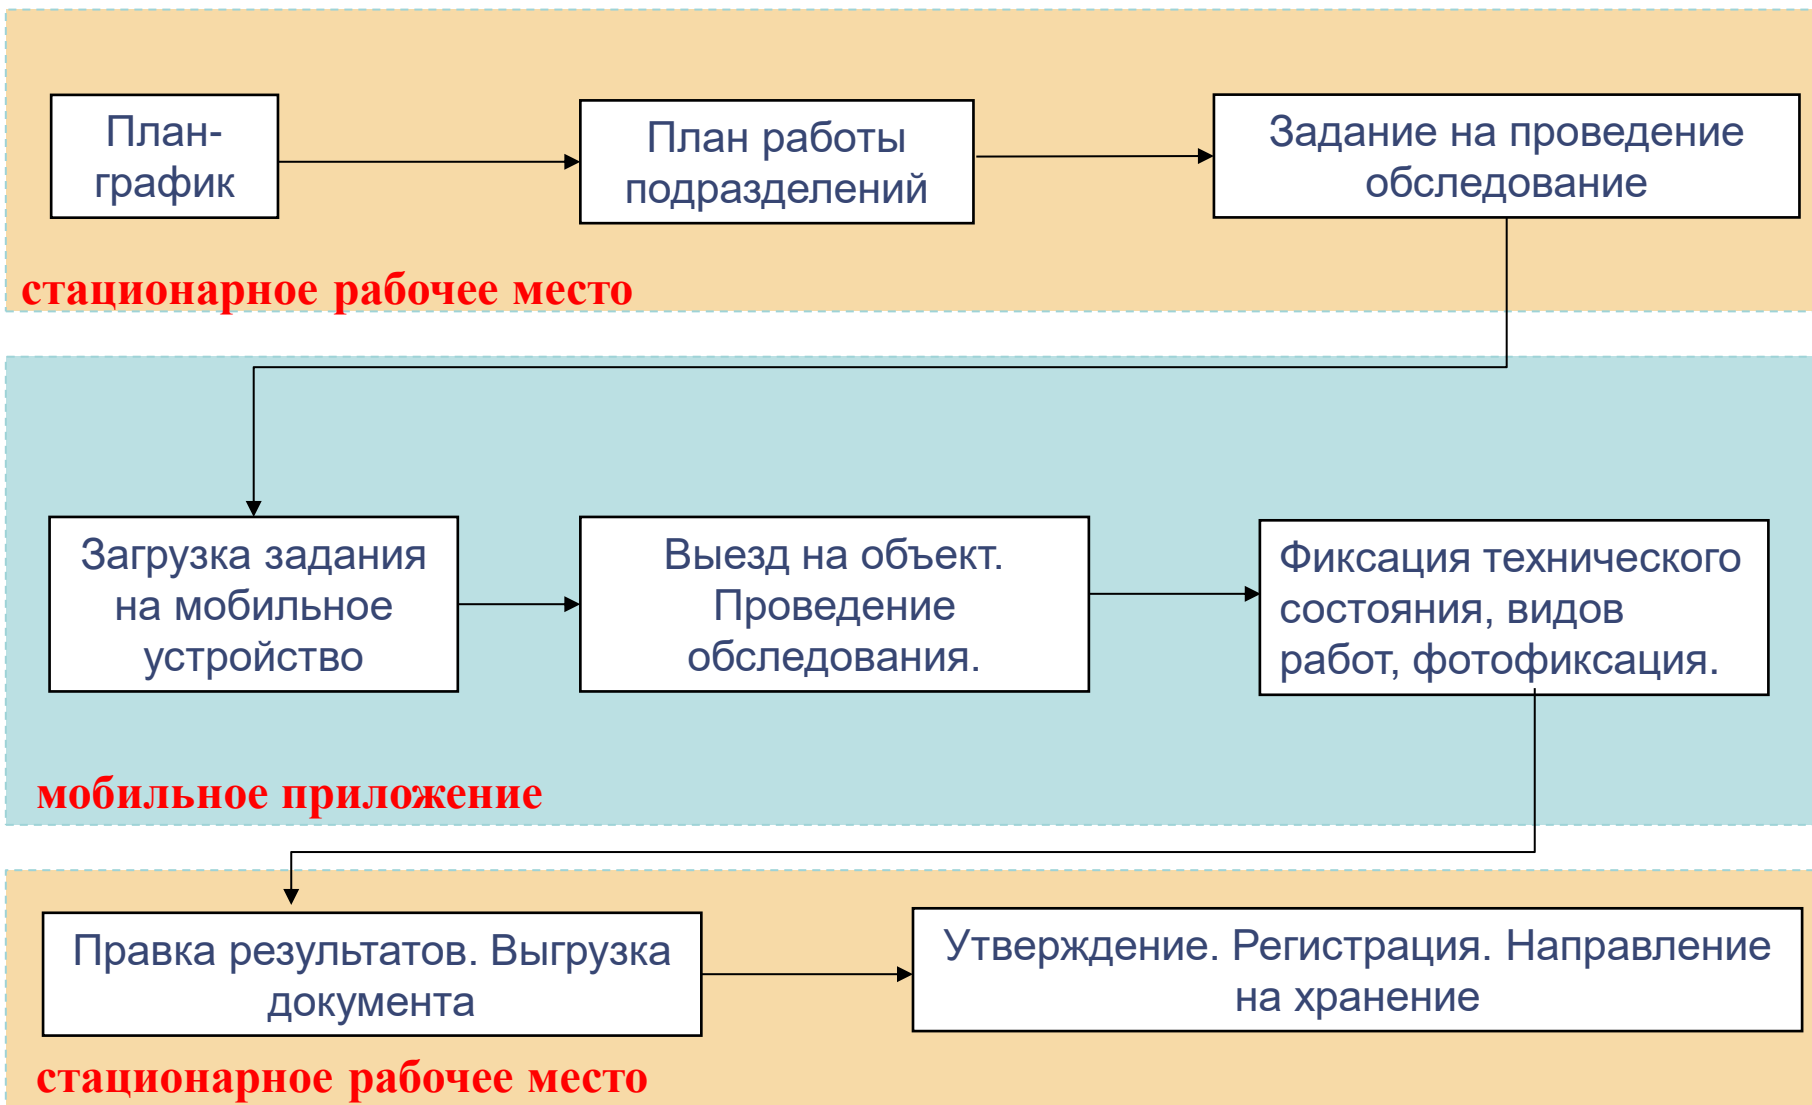 План-
график
План работы
подразделений
Задание на проведение
обследование
стационарное рабочее место
Загрузка задания
на мобильное
устройство
Выезд на объект.
Проведение
обследования.
Фиксация технического
состояния, видов
работ, фотофиксация.
мобильное приложение
Правка результатов. Выгрузка
документа
Утверждение. Регистрация. Направление
на хранение
стационарное рабочее место